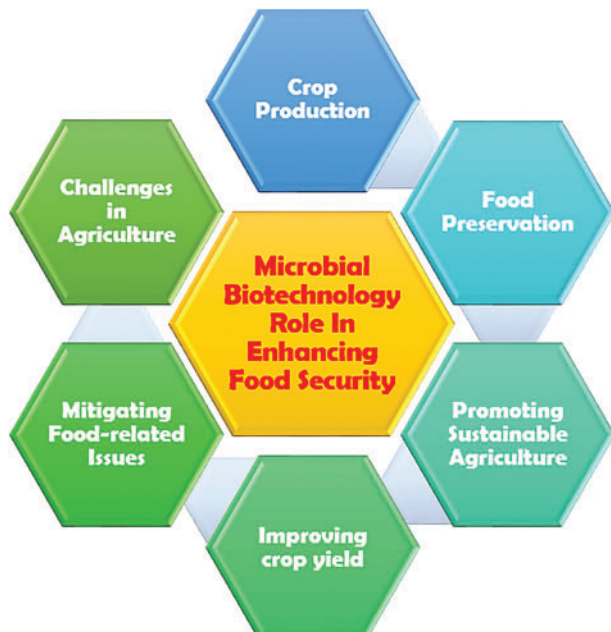 Crop
Production
Challenges
in
Agriculture
Food
Preservation
Microbial
Biotechnology
Role In
Enhancing
Food Security
Mitigating
Food-related
Issues
Promoting
Sustainable
Agriculture
Improving
crop yield